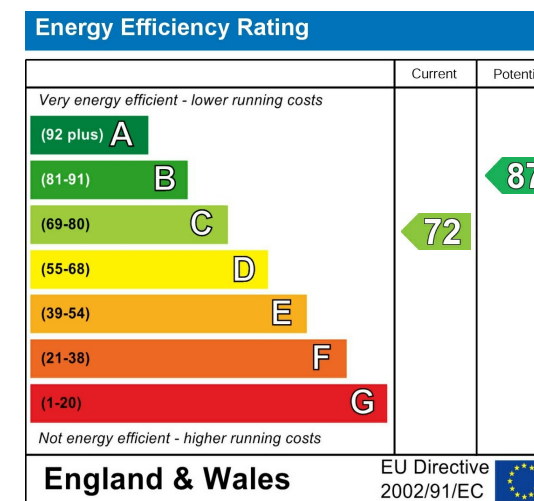 Energy Efficiency Rating
Current Potenti
Very energy efficient - lower running costs
(92 plus) A
(81-91) B
87
(69-80) C
72
(55-68) D
(39-54) E
(21-38) F
(1-20) G
Not energy efficient - higher running costs
England & Wales
EU Directive
2002/91/EC